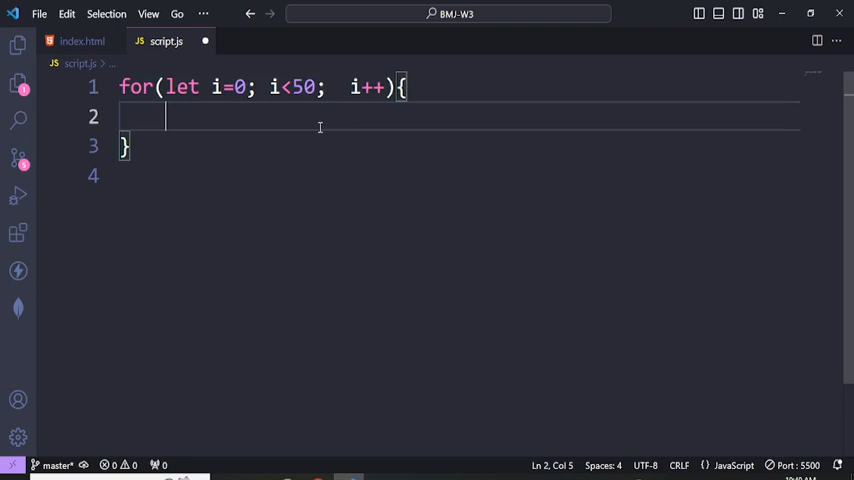 File Edit Selection View Go ··· BMJ-W3
index.html JS script.js
JS script.js > ...
1 for(let i=0; i<50;  i++){
2
3 }
4
1
5
master* 0 0 0 Ln 2, Col 5 Spaces: 4 UTF-8 CRLF {} JavaScript Port : 5500